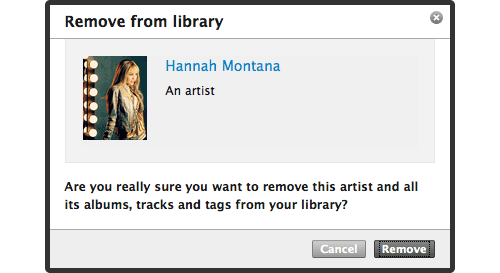 Remove from library
Hannah Montana
An artist
Are you really sure you want to remove this artist and all
its albums, tracks and tags from your library?
Cancel
Remove